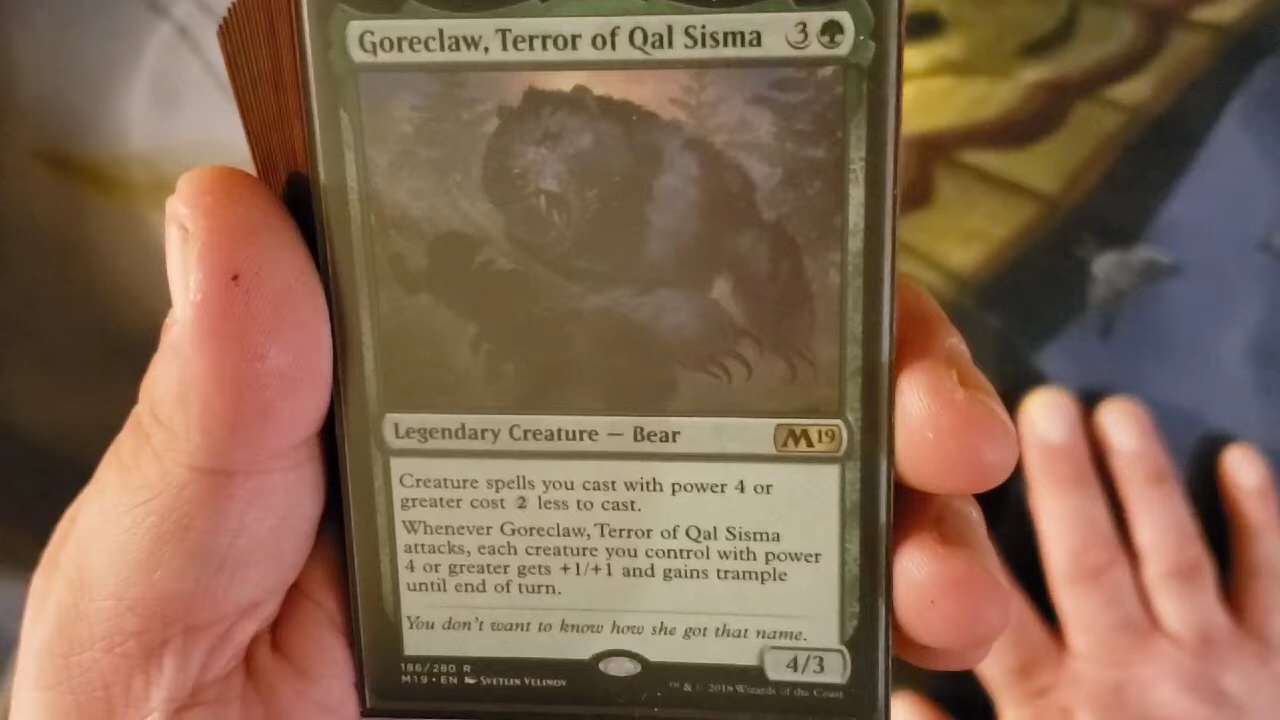 Goreclaw, Terror of Qal Sisma 3
Legendary Creature — Bear M19
Creature spells you cast with power 4 or
greater cost 2 less to cast.
Whenever Goreclaw, Terror of Qal Sisma
attacks, each creature you control with power
4 or greater gets +1/+1 and gains trample
until end of turn.
You don't want to know how she got that name.
4/3
186/280 R
M19 • EN Svetlin Velinov
™ & © 2018 Wizards of the Coast